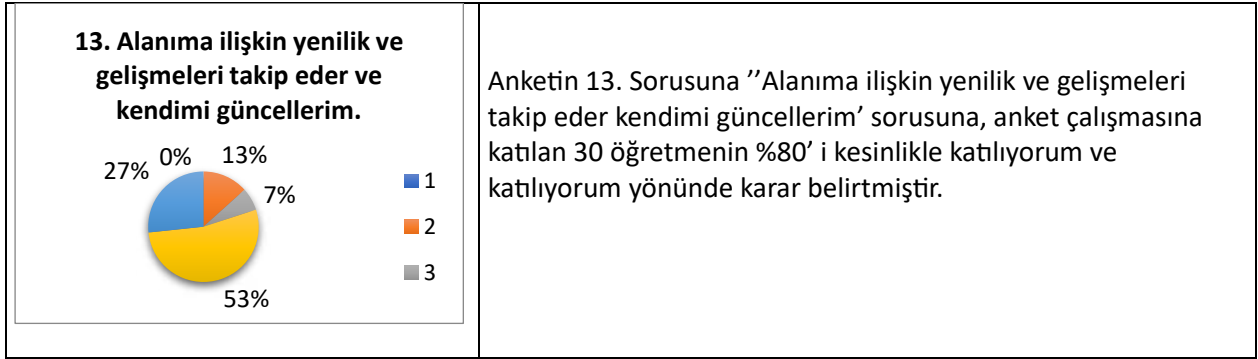 13. Alanıma ilişkin yenilik ve
gelişmeleri takip eder ve
kendimi güncellerim.
27%
0%
13%
7%
53%
1
2
3
Anketin 13. Sorusuna ’’Alanıma ilişkin yenilik ve gelişmeleri
takip eder kendimi güncellerim’ sorusuna, anket çalışmasına
katılan 30 öğretmenin %80’ i kesinlikle katılıyorum ve
katılıyorum yönünde karar belirtmiştir.